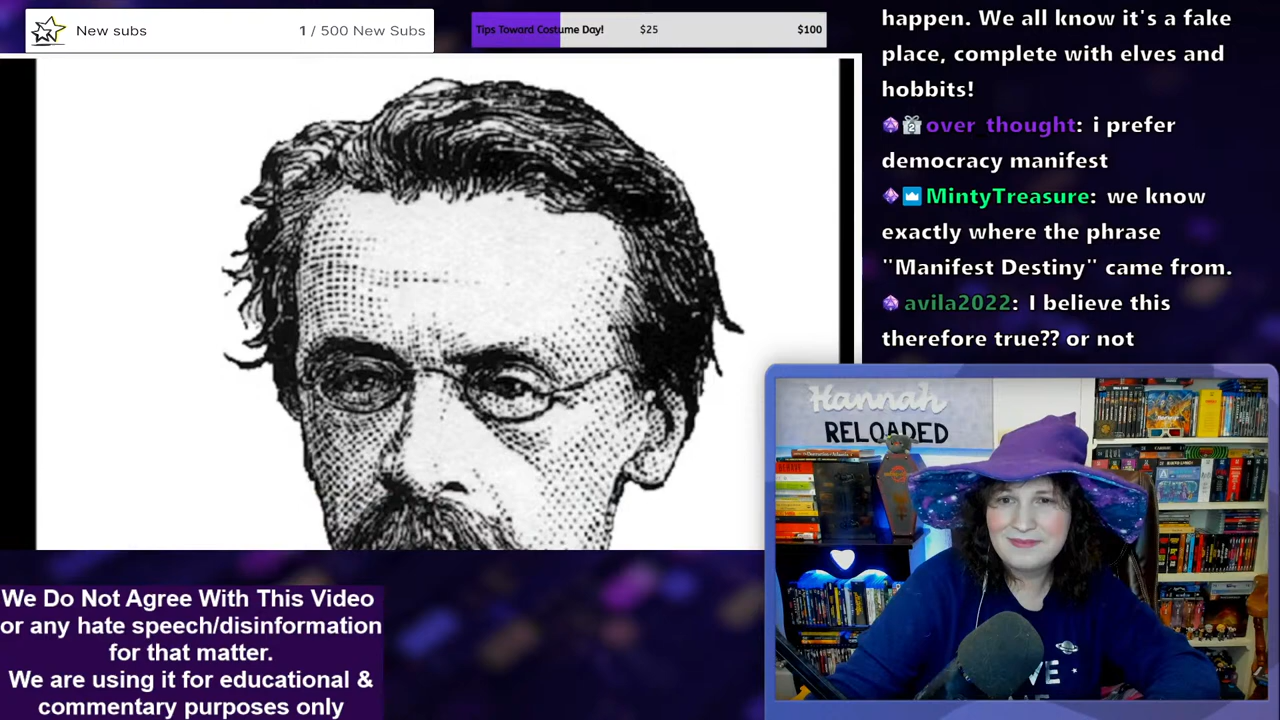 New subs
1 / 500 New Subs
Tips Toward Costume Day!
$25
$100
happen. We all know it's a fake
place, complete with elves and
hobbits!
2 over thought: i prefer
democracy manifest
MintyTreasure: we know
exactly where the phrase
"Manifest Destiny" came from.
avila2022: I believe this
therefore true?? or not
Hannah
RELOADED
We Do Not Agree With This Video
or any hate speech/disinformation
for that matter.
We are using it for educational &
commentary purposes only